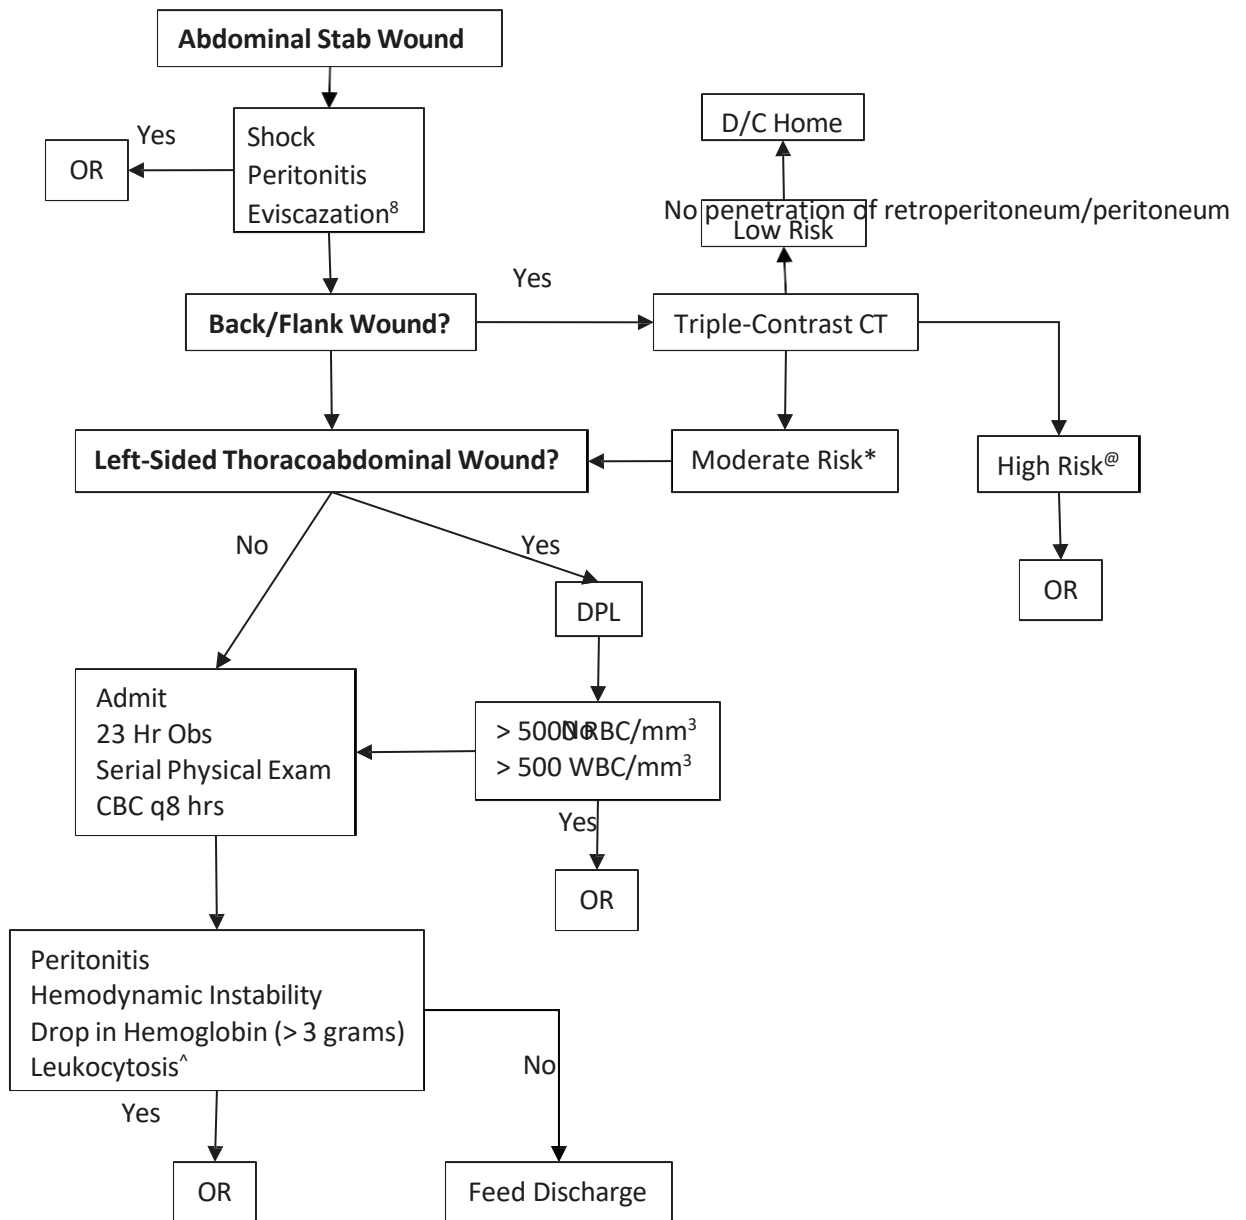 Abdominal Stab Wound
Yes
OR
Shock
Peritonitis
Eviscazation⁸
D/C Home
No penetration of retroperitoneum/peritoneum
Low Risk
Yes
Back/Flank Wound?
Triple-Contrast CT
Left-Sided Thoracoabdominal Wound?
Moderate Risk*
High Risk@
No
Yes
OR
DPL
Admit
23 Hr Obs
Serial Physical Exam
CBC q8 hrs
No
> 5000 RBC/mm³
> 500 WBC/mm³
Yes
OR
Peritonitis
Hemodynamic Instability
Drop in Hemoglobin (> 3 grams)
Leukocytosis^
No
Yes
OR
Feed Discharge